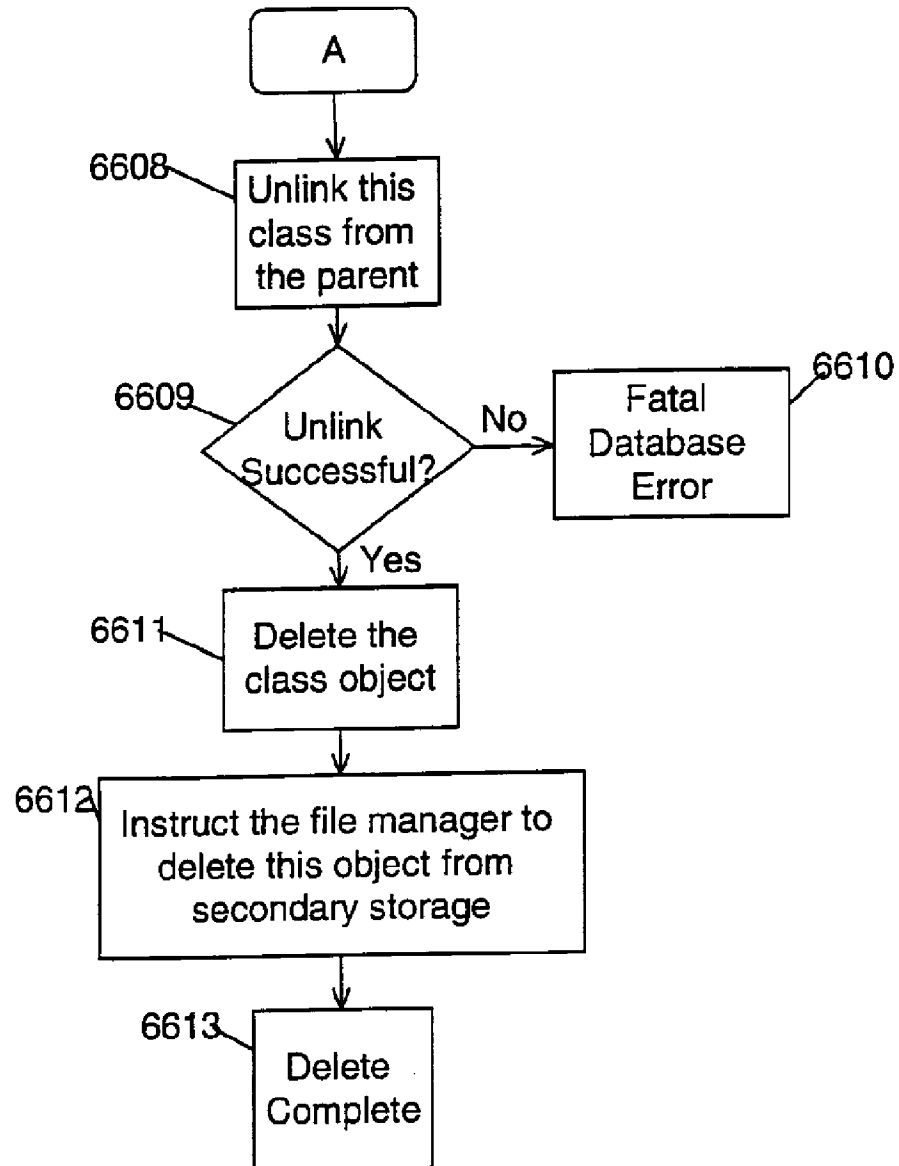 A
6608
Unlink this
class from
the parent
6609
Unlink
Successful?
No
6610
Fatal
Database
Error
Yes
6611
Delete the
class object
6612
Instruct the file manager to
delete this object from
secondary storage
6613
Delete
Complete